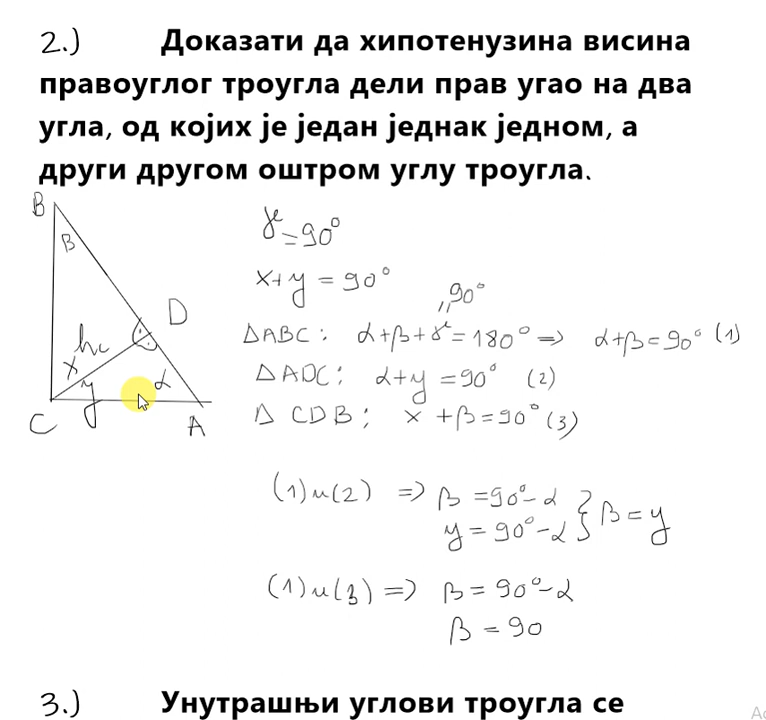 2.) Доказати да хипотенузина висина
правоуглог троугла дели прав угао на два
угла, од којих је један једнак једном, а
други другом оштром углу троугла.
B
β
D
hc
x
y
α
C
A
γ=90°
x+y=90°
"90°
ΔABC: α+β+γ=180° => α+β=90° (1)
ΔADC: α+y=90° (2)
ΔCDB: x+β=90° (3)
(1) и (2) => β=90°-α
y=90°-α } β=y
(1) и (3) => β=90°-α
β=90
3.) Унутрашњи углови троугла се